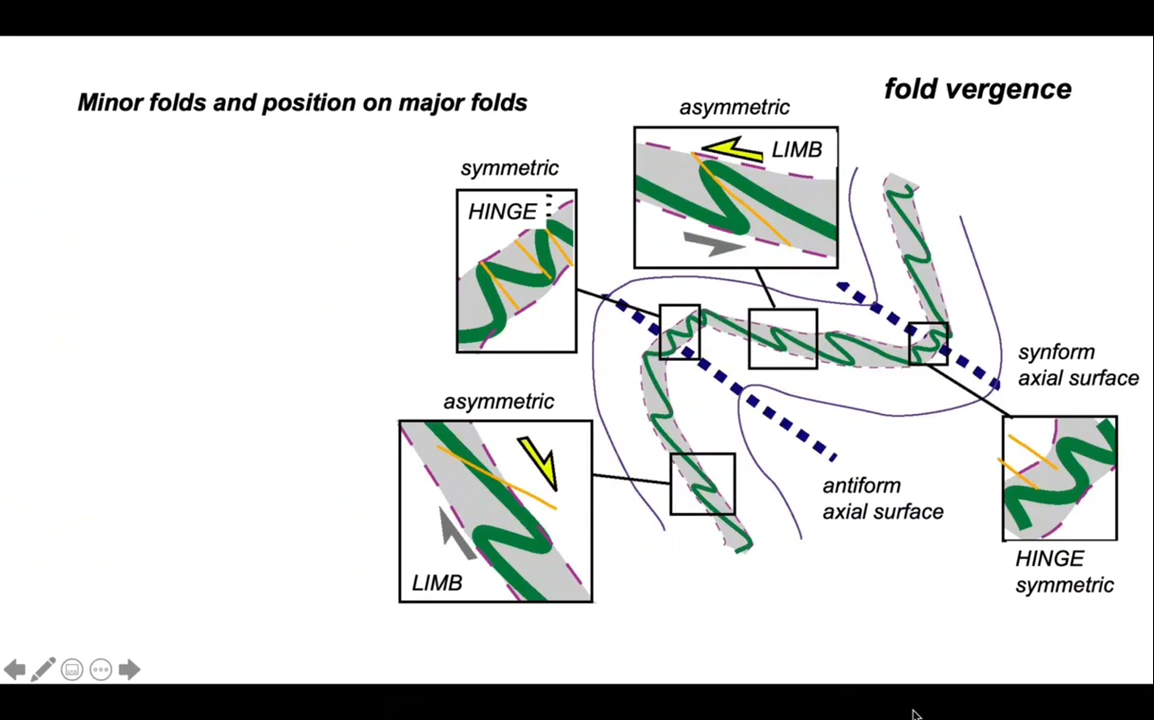 Minor folds and position on major folds
fold vergence
asymmetric
LIMB
symmetric
HINGE
synform
axial surface
asymmetric
antiform
axial surface
LIMB
HINGE
symmetric